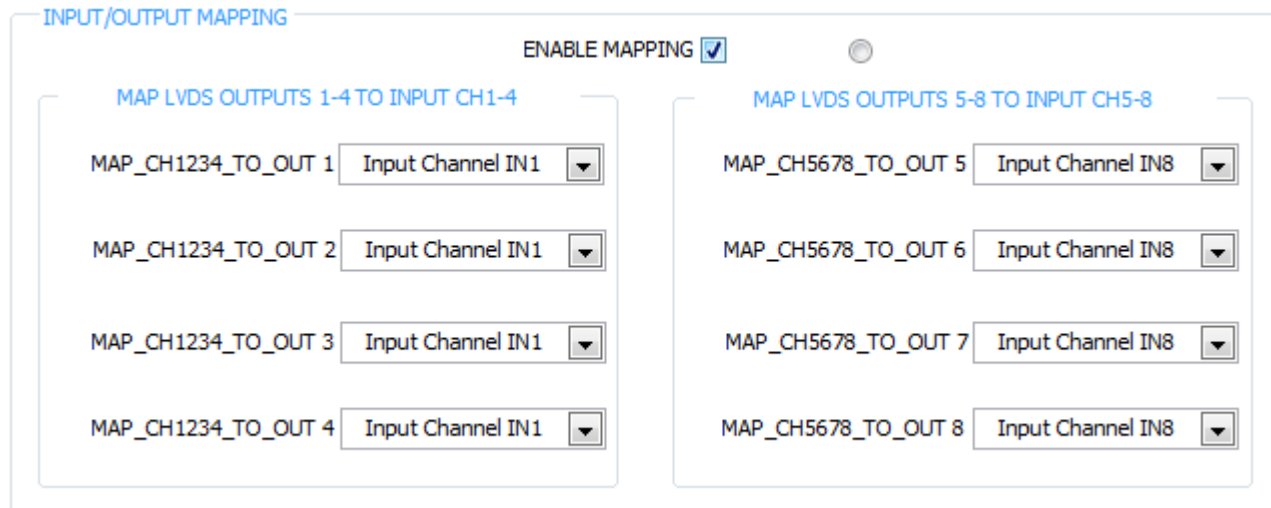 INPUT/OUTPUT MAPPING
ENABLE MAPPING
MAP LVDS OUTPUTS 1-4 TO INPUT CH1-4
MAP_CH1234_TO_OUT 1 Input Channel IN1
MAP_CH1234_TO_OUT 2 Input Channel IN1
MAP_CH1234_TO_OUT 3 Input Channel IN1
MAP_CH1234_TO_OUT 4 Input Channel IN1
MAP LVDS OUTPUTS 5-8 TO INPUT CH5-8
MAP_CH5678_TO_OUT 5 Input Channel IN8
MAP_CH5678_TO_OUT 6 Input Channel IN8
MAP_CH5678_TO_OUT 7 Input Channel IN8
MAP_CH5678_TO_OUT 8 Input Channel IN8